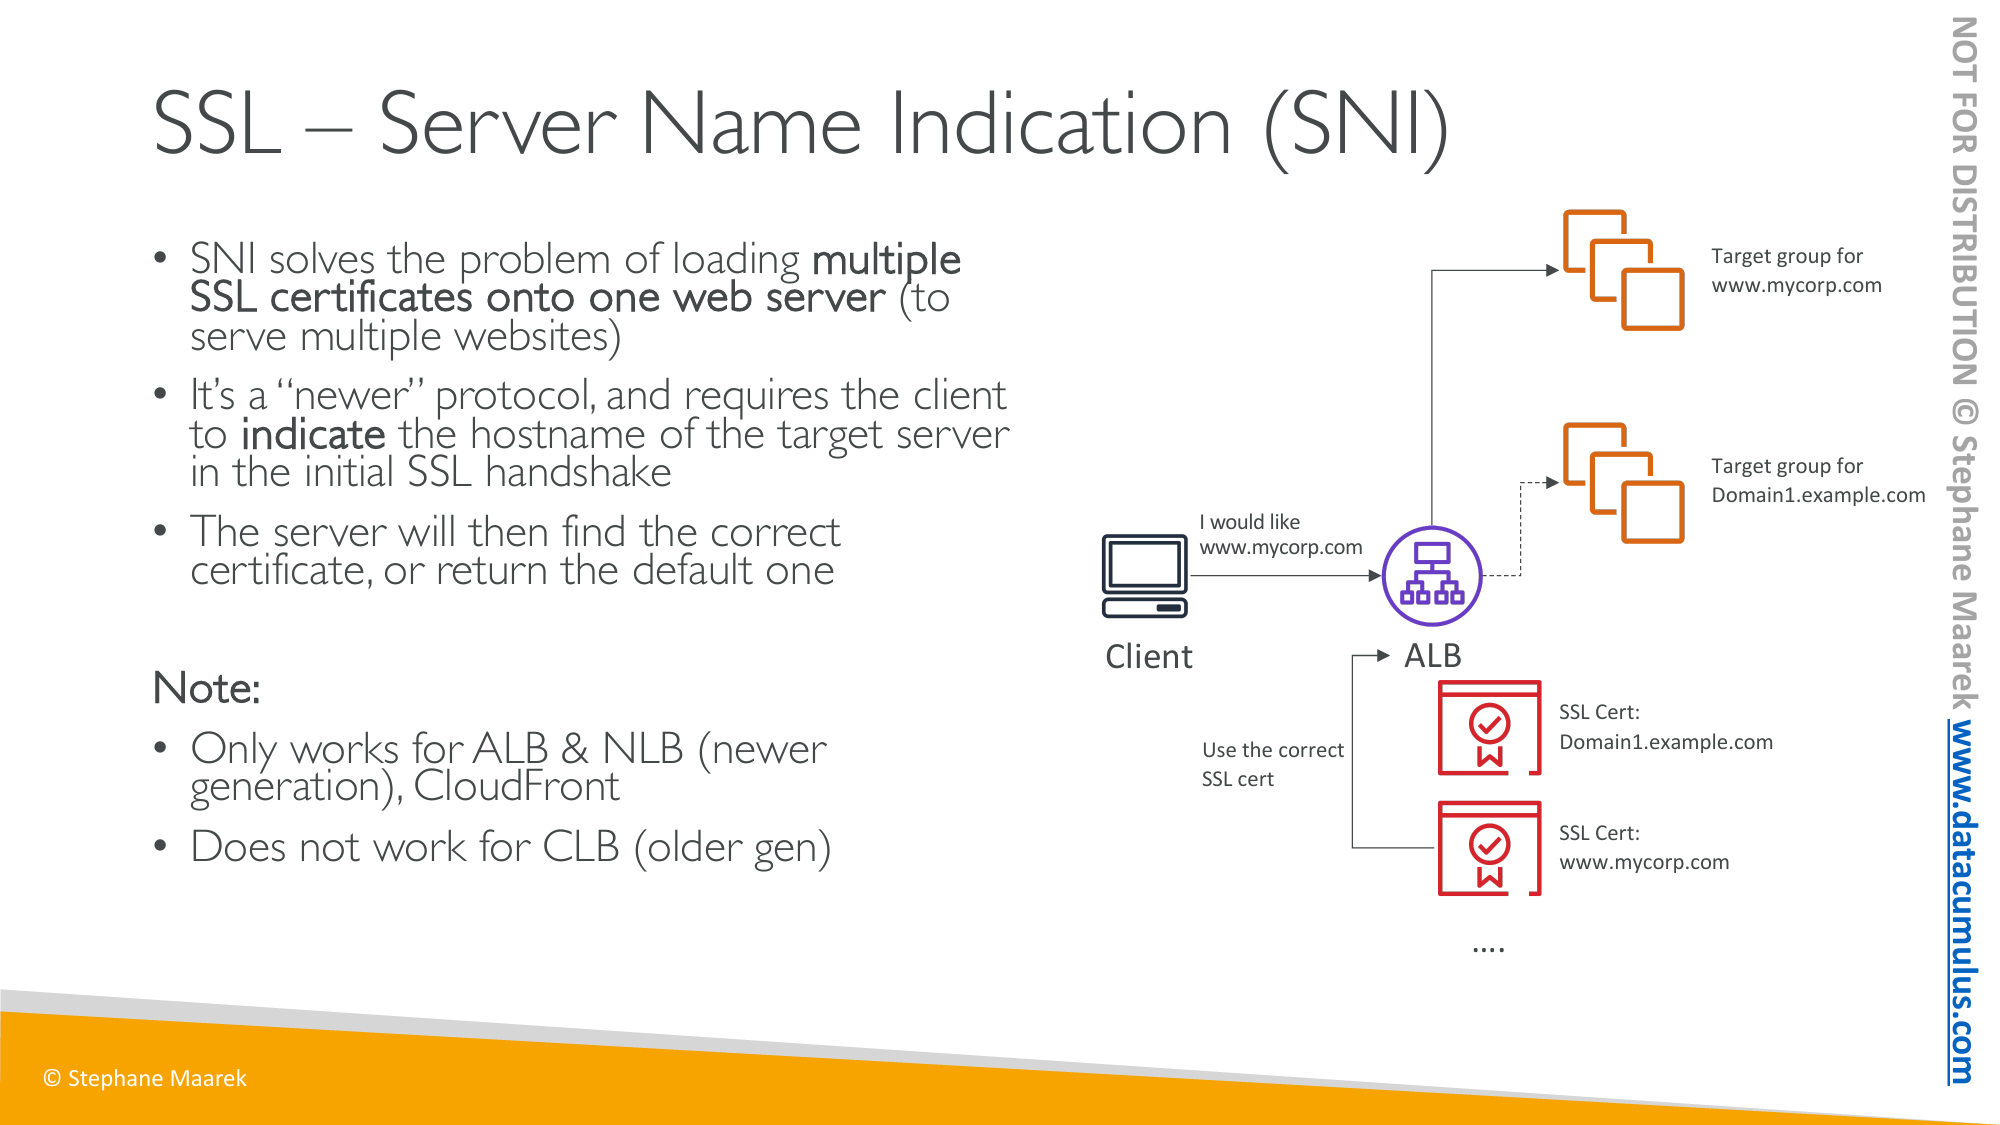 SSL – Server Name Indication (SNI)
• SNI solves the problem of loading multiple
SSL certificates onto one web server (to
serve multiple websites)
• It’s a “newer” protocol, and requires the client
to indicate the hostname of the target server
in the initial SSL handshake
• The server will then find the correct
certificate, or return the default one
Note:
• Only works for ALB & NLB (newer
generation), CloudFront
• Does not work for CLB (older gen)
Target group for
www.mycorp.com
Target group for
Domain1.example.com
I would like
www.mycorp.com
Client
ALB
Use the correct
SSL cert
SSL Cert:
Domain1.example.com
SSL Cert:
www.mycorp.com
....
© Stephane Maarek
NOT FOR DISTRIBUTION © Stephane Maarek www.datacumulus.com